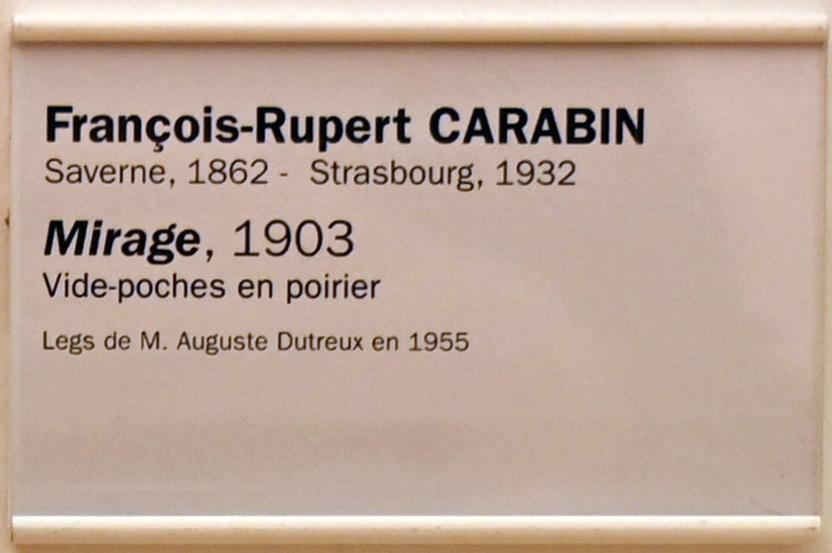 François-Rupert CARABIN
Saverne, 1862 - Strasbourg, 1932
Mirage, 1903
Vide-poches en poirier
Legs de M. Auguste Dutreux en 1955